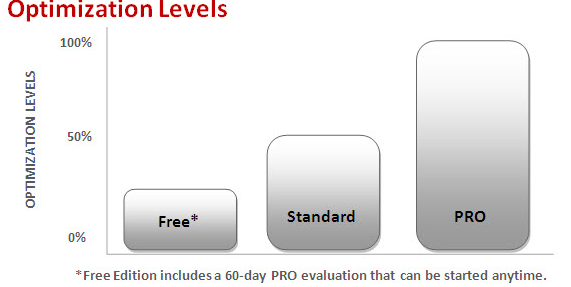 Optimization Levels
100%
50%
0%
OPTIMIZATION LEVELS
Free*
Standard
PRO
*Free Edition includes a 60-day PRO evaluation that can be started anytime.